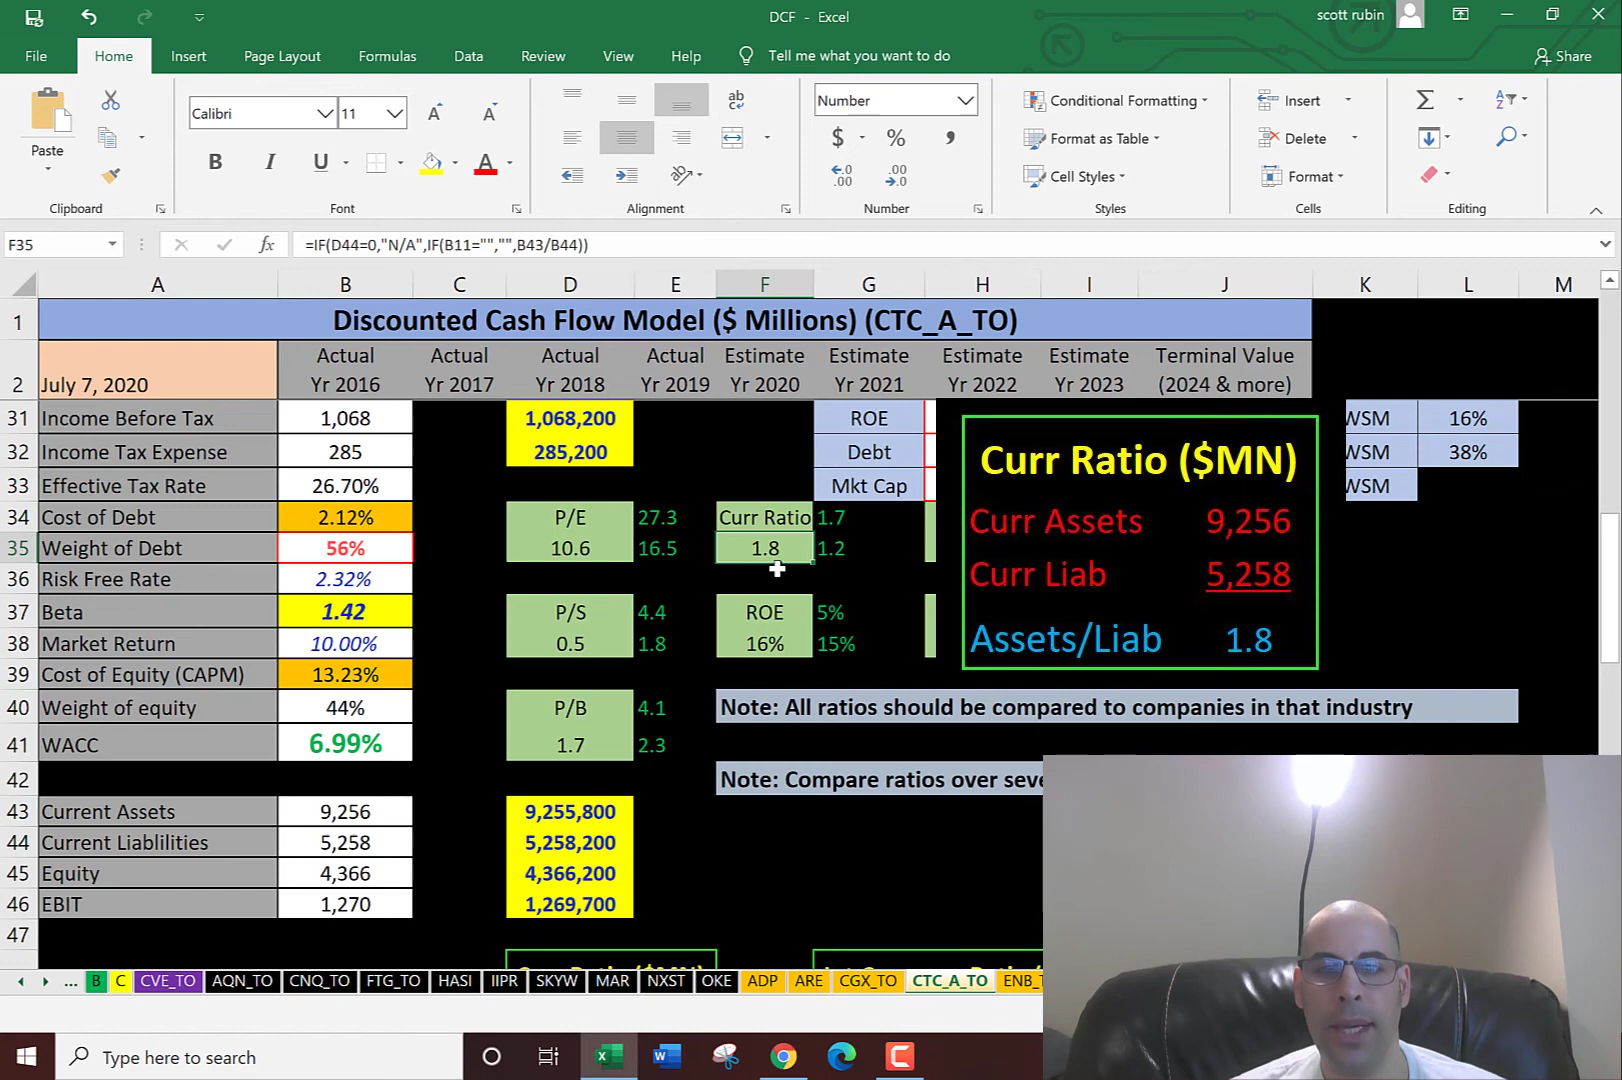 DCF - Excel
scott rubin
File Home Insert Page Layout Formulas Data Review View Help Tell me what you want to do Share
Paste
Calibri 11
B I U
ab
Number
$ % ,
.00
.00
Conditional Formatting
Format as Table
Cell Styles
Insert
Delete
Format
Clipboard Font Alignment Number Styles Cells Editing
F35 fx =IF(D44=0,"N/A",IF(B11="","",B43/B44))
A B C D E F G H I J K L M
1 Discounted Cash Flow Model ($ Millions) (CTC_A_TO)
Actual Actual Actual Actual Estimate Estimate Estimate Estimate Terminal Value
2 July 7, 2020 Yr 2016 Yr 2017 Yr 2018 Yr 2019 Yr 2020 Yr 2021 Yr 2022 Yr 2023 (2024 & more)
31 Income Before Tax 1,068 1,068,200 ROE WSM 16%
32 Income Tax Expense 285 285,200 Debt WSM 38%
33 Effective Tax Rate 26.70% Mkt Cap WSM
34 Cost of Debt 2.12% P/E 27.3 Curr Ratio 1.7
35 Weight of Debt 56% 10.6 16.5 1.8 1.2
36 Risk Free Rate 2.32%
37 Beta 1.42 P/S 4.4 ROE 5%
38 Market Return 10.00% 0.5 1.8 16% 15%
39 Cost of Equity (CAPM) 13.23%
40 Weight of equity 44% P/B 4.1 Note: All ratios should be compared to companies in that industry
41 WACC 6.99% 1.7 2.3
42 Note: Compare ratios over seve
43 Current Assets 9,256 9,255,800
44 Current Liablilities 5,258 5,258,200
45 Equity 4,366 4,366,200
46 EBIT 1,270 1,269,700
47
Curr Ratio ($MN)
Curr Assets 9,256
Curr Liab 5,258
Assets/Liab 1.8
... B C CVE_TO AQN_TO CNQ_TO FTG_TO HASI IIPR SKYW MAR NXST OKE ADP ARE CGX_TO CTC_A_TO ENB_T
Type here to search